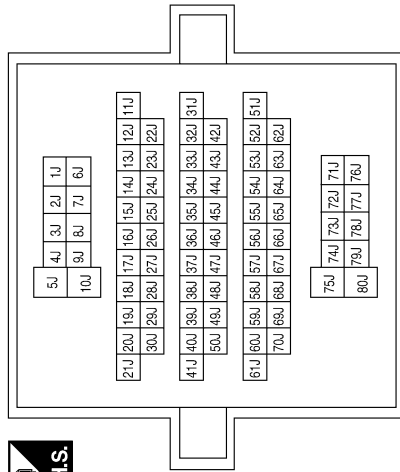 H.S.
5J 4J 3J 2J 1J
10J 9J 8J 7J 6J
21J 20J 19J 18J 17J 16J 15J 14J 13J 12J 11J
30J 29J 28J 27J 26J 25J 24J 23J 22J
41J 40J 39J 38J 37J 36J 35J 34J 33J 32J 31J
50J 49J 48J 47J 46J 45J 44J 43J 42J
61J 60J 59J 58J 57J 56J 55J 54J 53J 52J 51J
70J 69J 68J 67J 66J 65J 64J 63J 62J
75J 74J 73J 72J 71J
80J 79J 78J 77J 76J